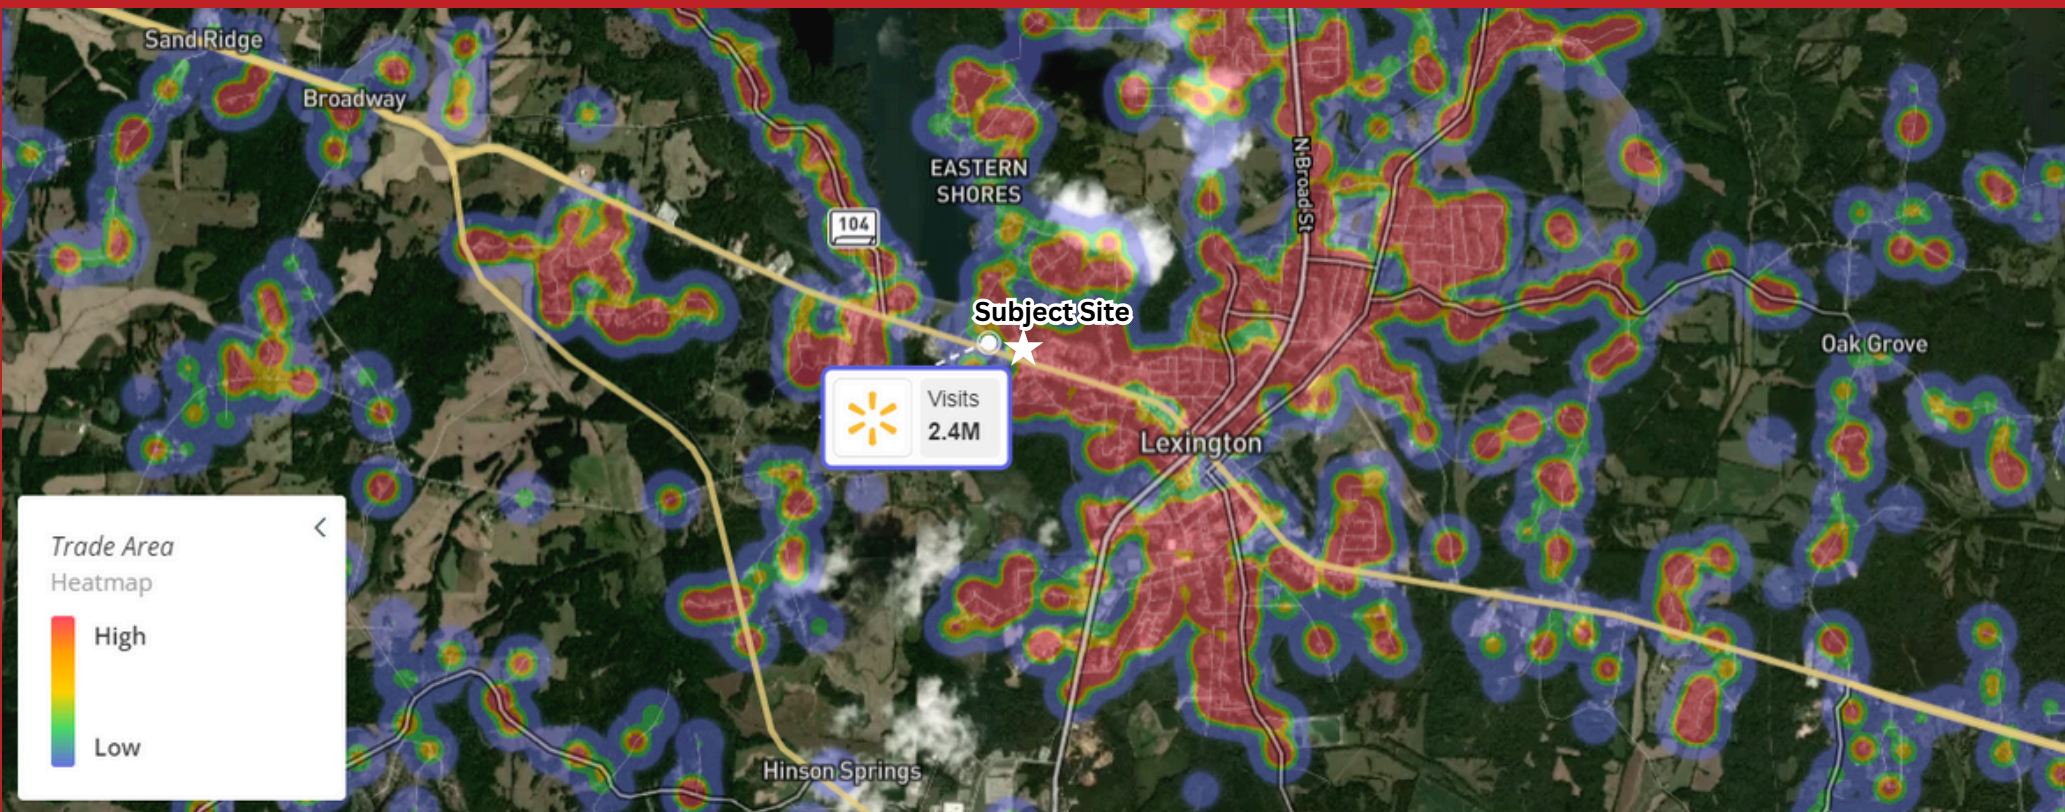 Sand Ridge
Broadway
EASTERN
SHORES
N Broad St
104
Subject Site
Visits
2.4M
Oak Grove
Lexington
Trade Area
Heatmap
High
Low
Hinson Springs